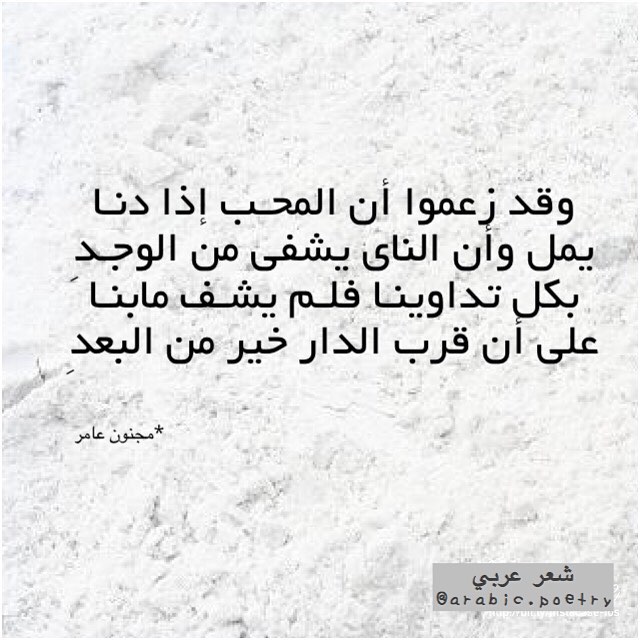 وقد زعموا أن المحب إذا دنا
يمل وأن الناى يشفى من الوجدِ
بكل تداوينا فلم يشف مابنا
على أن قرب الدار خير من البعدِ
*مجنون عامر
شعر عربي
@arabic.poetry